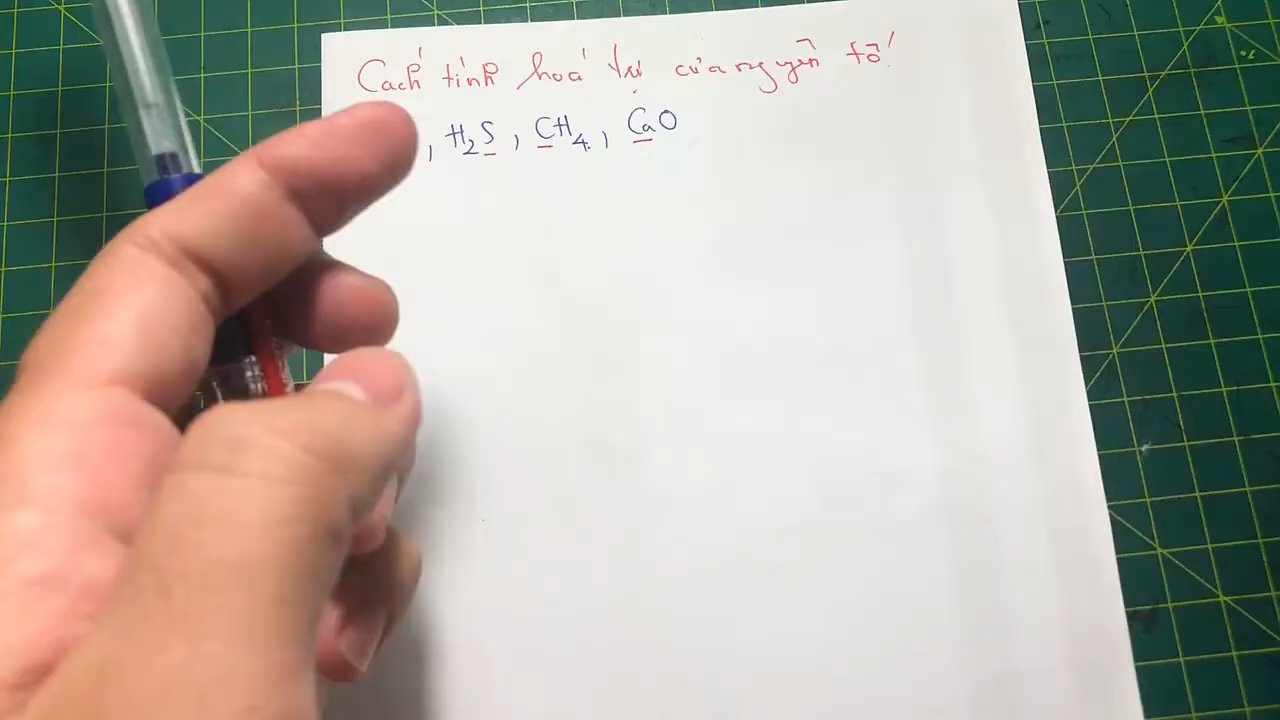 Cách tính hoá trị của nguyên tố!
, H₂S , CH₄ , CaO